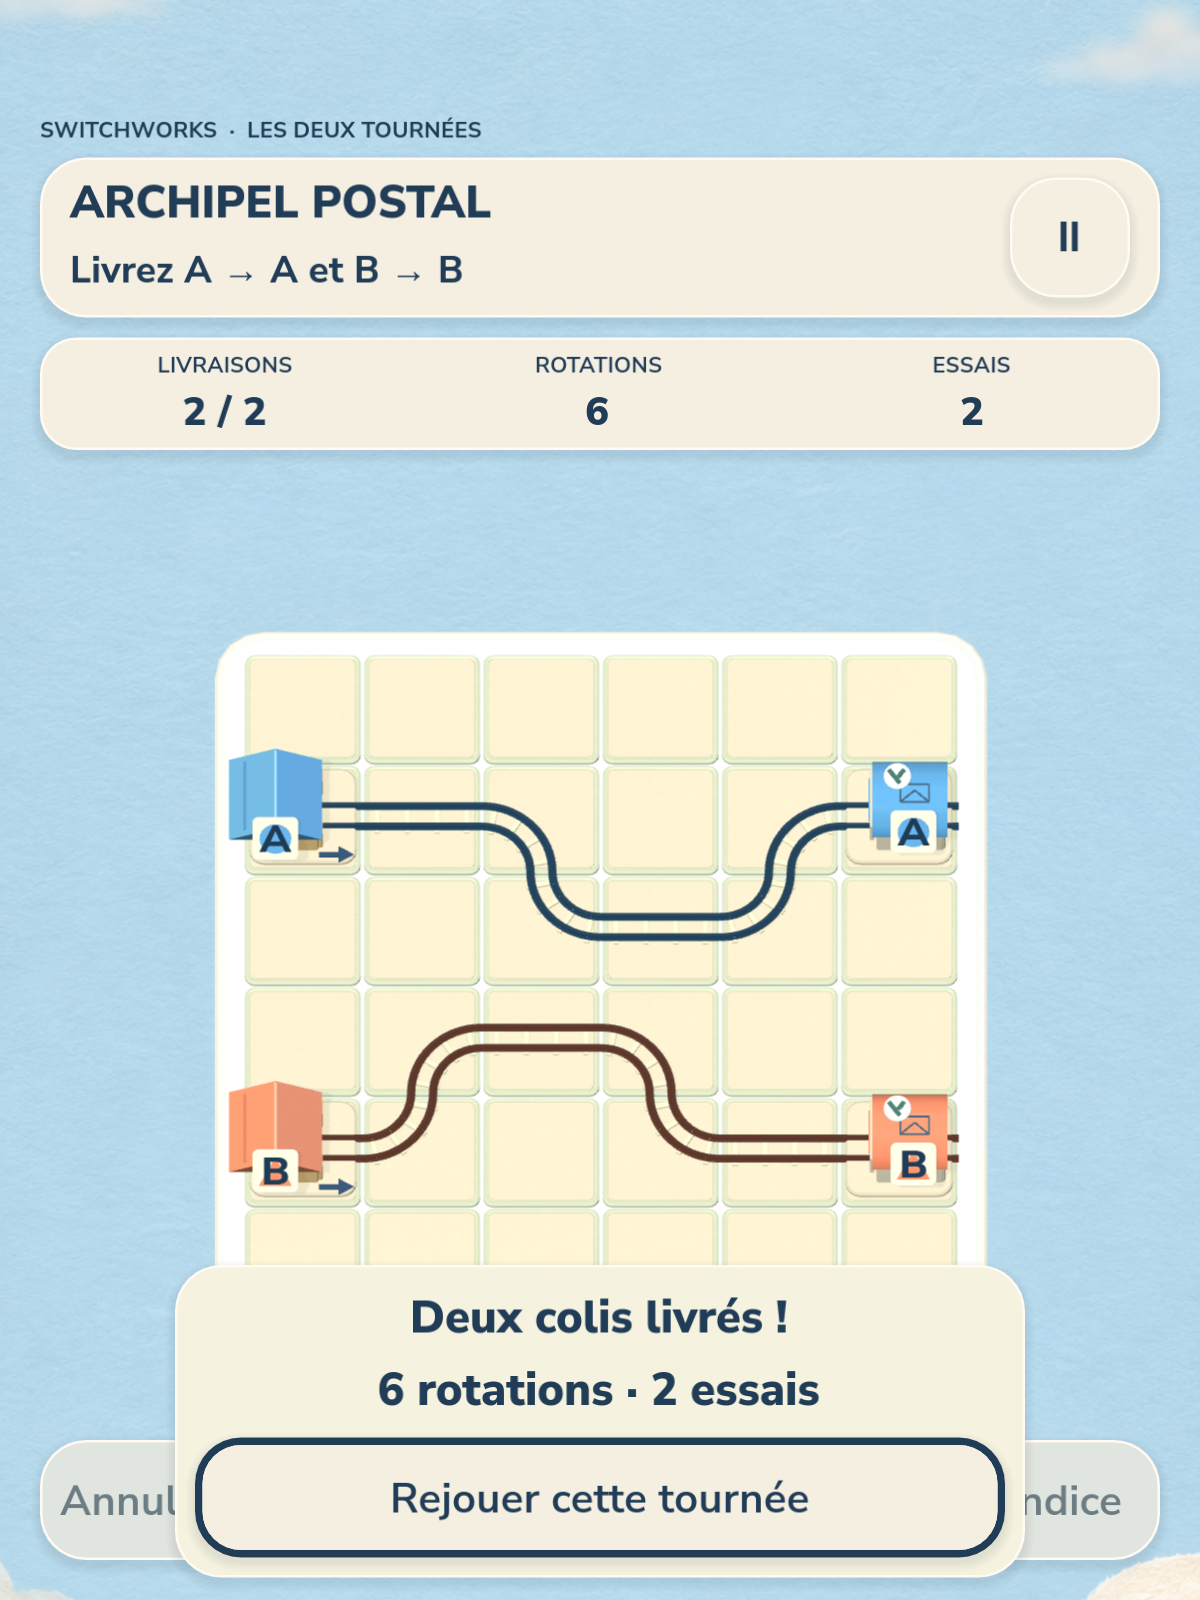 SWITCHWORKS · LES DEUX TOURNÉES
ARCHIPEL POSTAL
Livrez A → A et B → B
LIVRAISONS
ROTATIONS
ESSAIS
2 / 2
6
2
A
A
B
B
Deux colis livrés !
6 rotations · 2 essais
Annul
Rejouer cette tournée
ndice